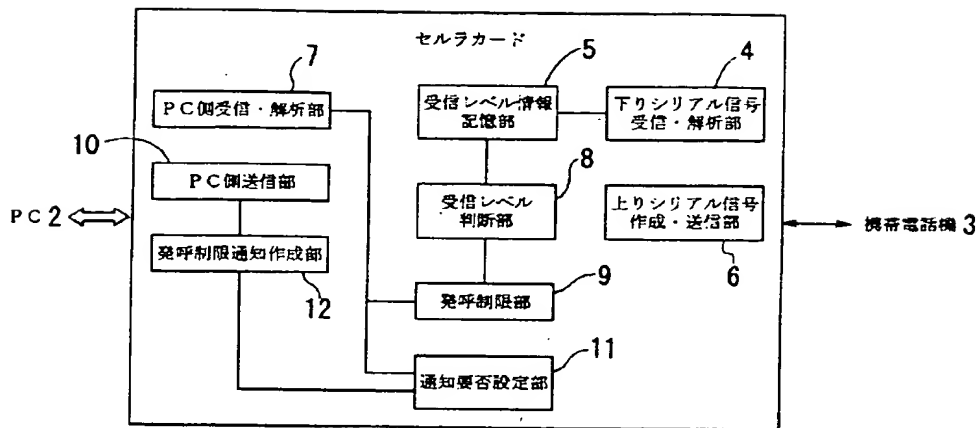 セルラカード
7
5
4
PC側受信・解析部
受信レベル情報
記憶部
下りシリアル信号
受信・解析部
10
8
PC側送信部
受信レベル
判断部
上りシリアル信号
作成・送信部
PC 2
携帯電話機 3
発呼制限通知作成部
6
12
発呼制限部
9
11
通知要否設定部